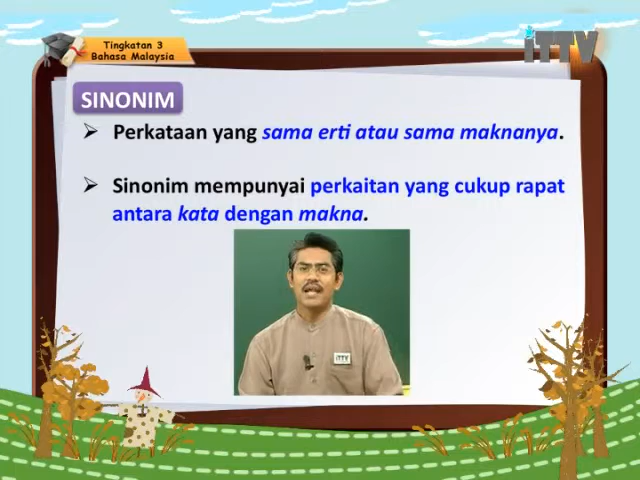 Tingkatan 3
Bahasa Malaysia
iTTV
SINONIM
➢ Perkataan yang sama erti atau sama maknanya.
➢ Sinonim mempunyai perkaitan yang cukup rapat
antara kata dengan makna.
iTTV